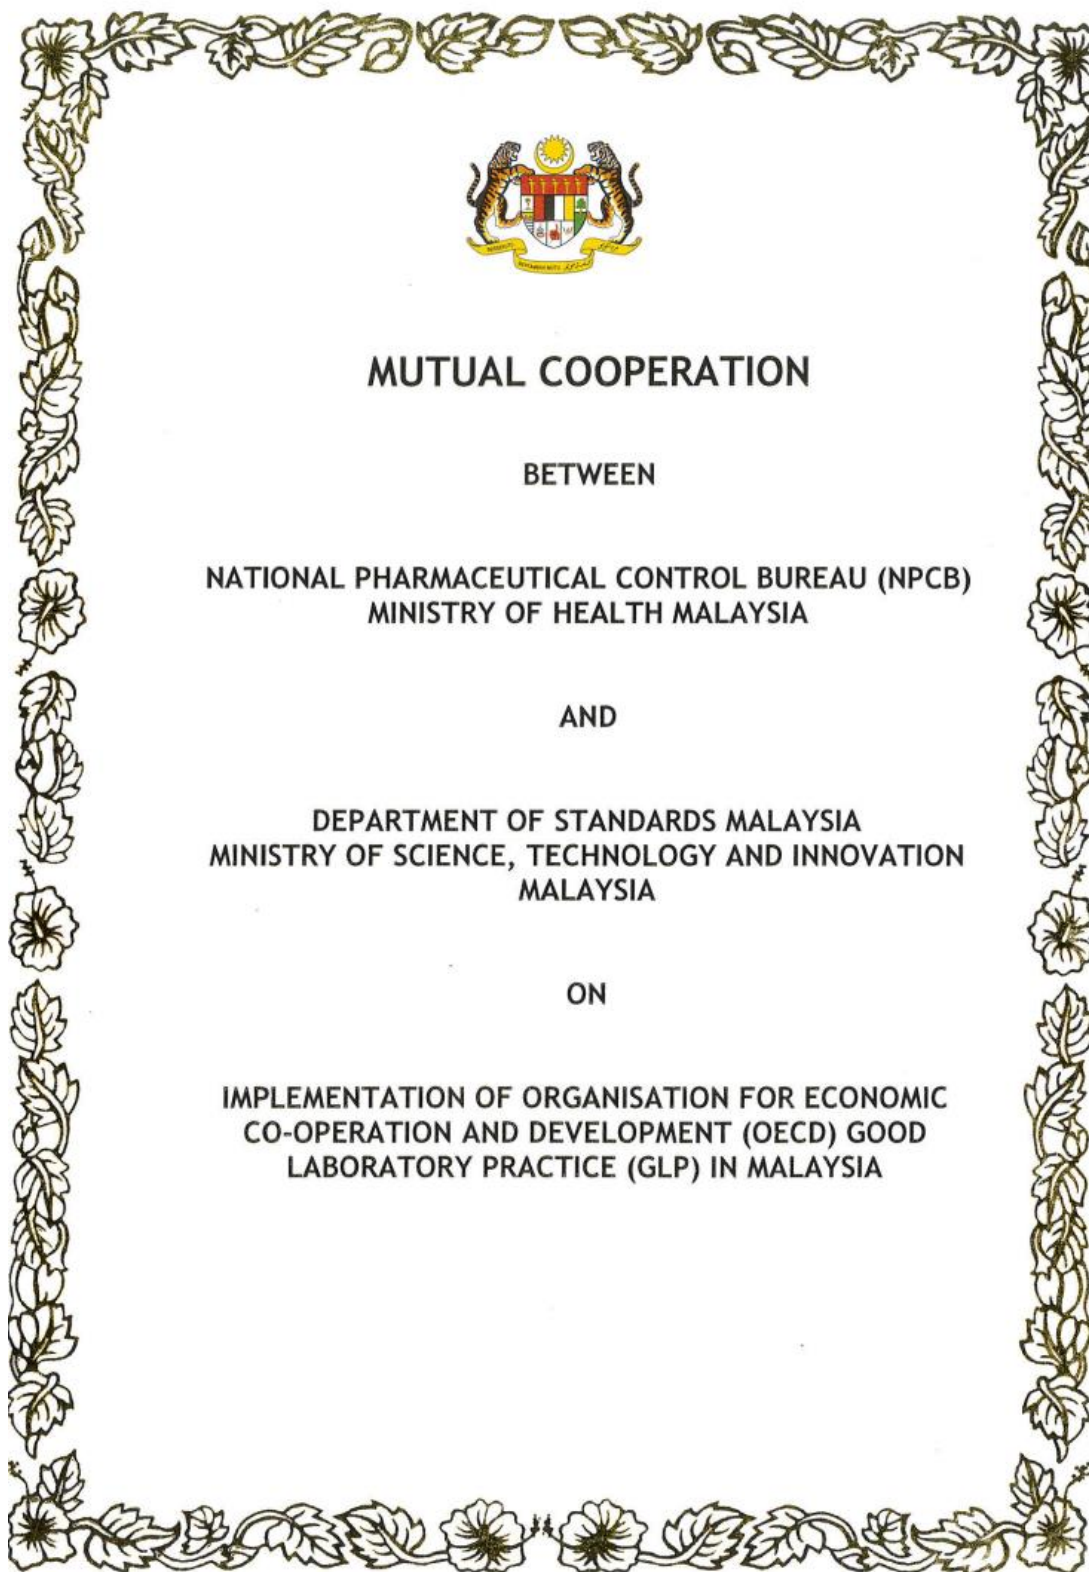 MUTUAL COOPERATION
BETWEEN
NATIONAL PHARMACEUTICAL CONTROL BUREAU (NPCB)
MINISTRY OF HEALTH MALAYSIA
AND
DEPARTMENT OF STANDARDS MALAYSIA
MINISTRY OF SCIENCE, TECHNOLOGY AND INNOVATION
MALAYSIA
ON
IMPLEMENTATION OF ORGANISATION FOR ECONOMIC
CO-OPERATION AND DEVELOPMENT (OECD) GOOD
LABORATORY PRACTICE (GLP) IN MALAYSIA